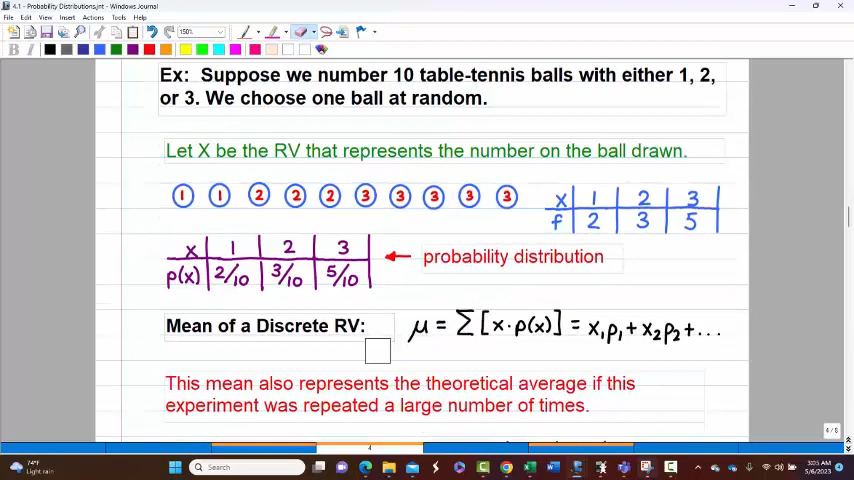 4.1 - Probability Distributions.jnt - Windows Journal
File Edit View Insert Actions Tools Help
150%
B I
Ex: Suppose we number 10 table-tennis balls with either 1, 2,
or 3. We choose one ball at random.
Let X be the RV that represents the number on the ball drawn.
1 1 2 2 2 3 3 3 3 3
x 1 2 3
f 2 3 5
x 1 2 3
p(x) 2/10 3/10 5/10
probability distribution
Mean of a Discrete RV: μ = Σ [x·p(x)] = x₁p₁ + x₂p₂ + ...
This mean also represents the theoretical average if this
experiment was repeated a large number of times.
4/8
4
74°F
Light rain
Search
3:05 AM
5/6/2023